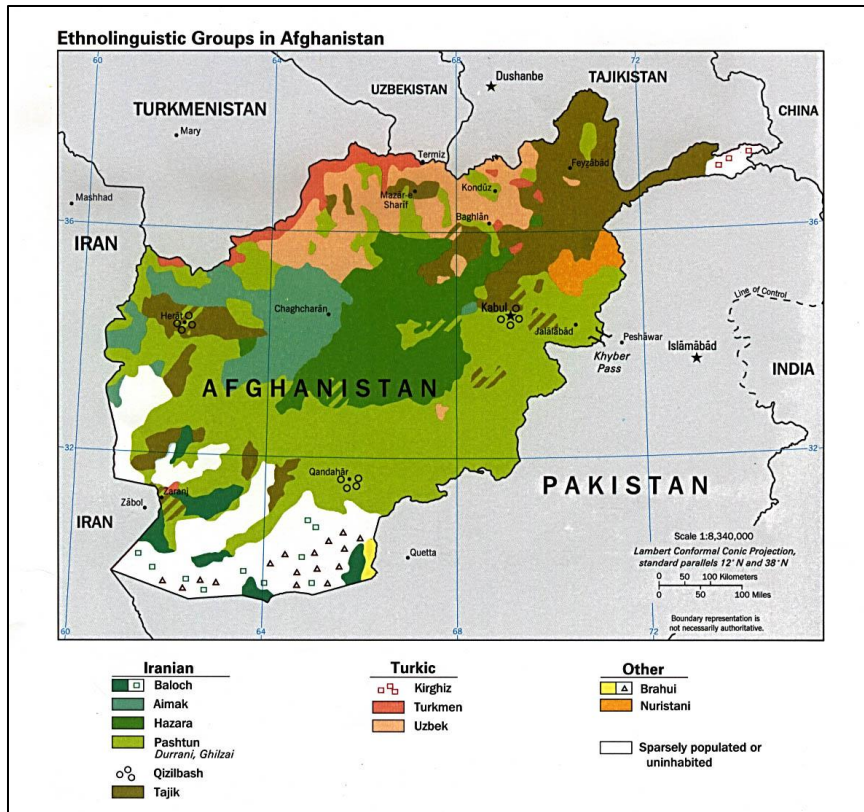 Ethnolinguistic Groups in Afghanistan
60
64
68
72
Dushanbe
TAJIKISTAN
UZBEKISTAN
TURKMENISTAN
CHINA
Mary
Termiz
Feyzābād
Mazār-e
Sharīf
Kondūz
Mashhad
Baghlān
36
36
IRAN
Line of Control
Chaghcharān
Kabul
Herāt
Jalālābād
Peshāwar
Islāmābād
Khyber
Pass
INDIA
AFGHANISTAN
32
32
Qandahār
PAKISTAN
Zaranj
Zābol
IRAN
Quetta
Scale 1:8,340,000
Lambert Conformal Conic Projection,
standard parallels 12° N and 38° N
0 50 100 Kilometers
0 50 100 Miles
Boundary representation is
not necessarily authoritative.
60
64
68
72
Iranian
Baloch
Aimak
Hazara
Pashtun
Durrani, Ghilzai
Qizilbash
Tajik
Turkic
Kirghiz
Turkmen
Uzbek
Other
Brahui
Nuristani
Sparsely populated or
uninhabited